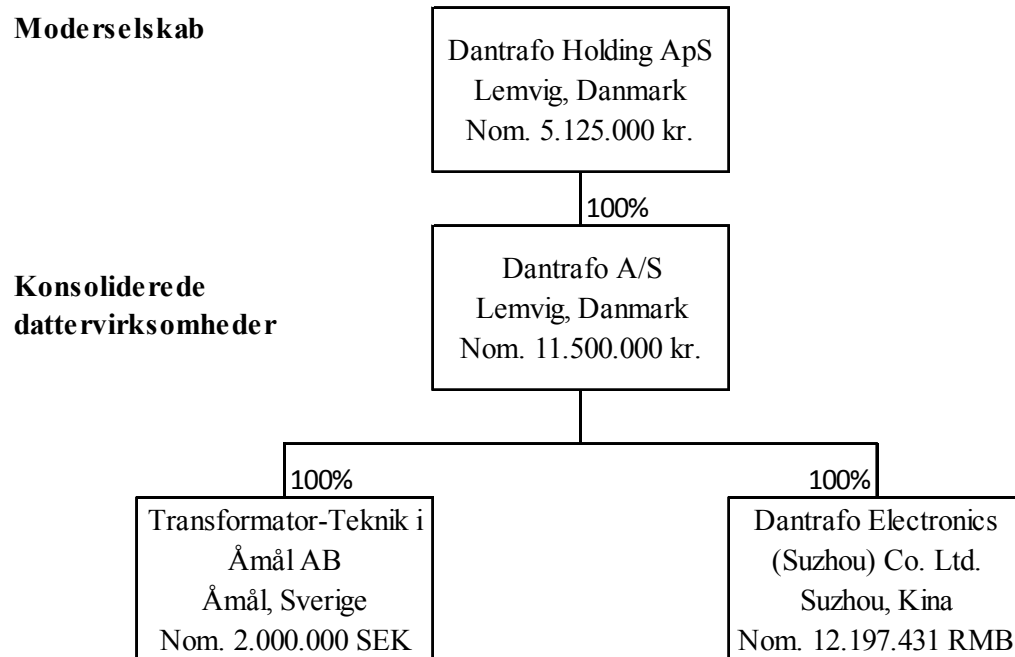 Moderselskab
Dantrafo Holding ApS
Lemvig, Danmark
Nom. 5.125.000 kr.
100%
Konsoliderede
dattervirksomheder
Dantrafo A/S
Lemvig, Danmark
Nom. 11.500.000 kr.
100%
Transformator-Teknik i
Åmål AB
Åmål, Sverige
Nom. 2.000.000 SEK
100%
Dantrafo Electronics
(Suzhou) Co. Ltd.
Suzhou, Kina
Nom. 12.197.431 RMB